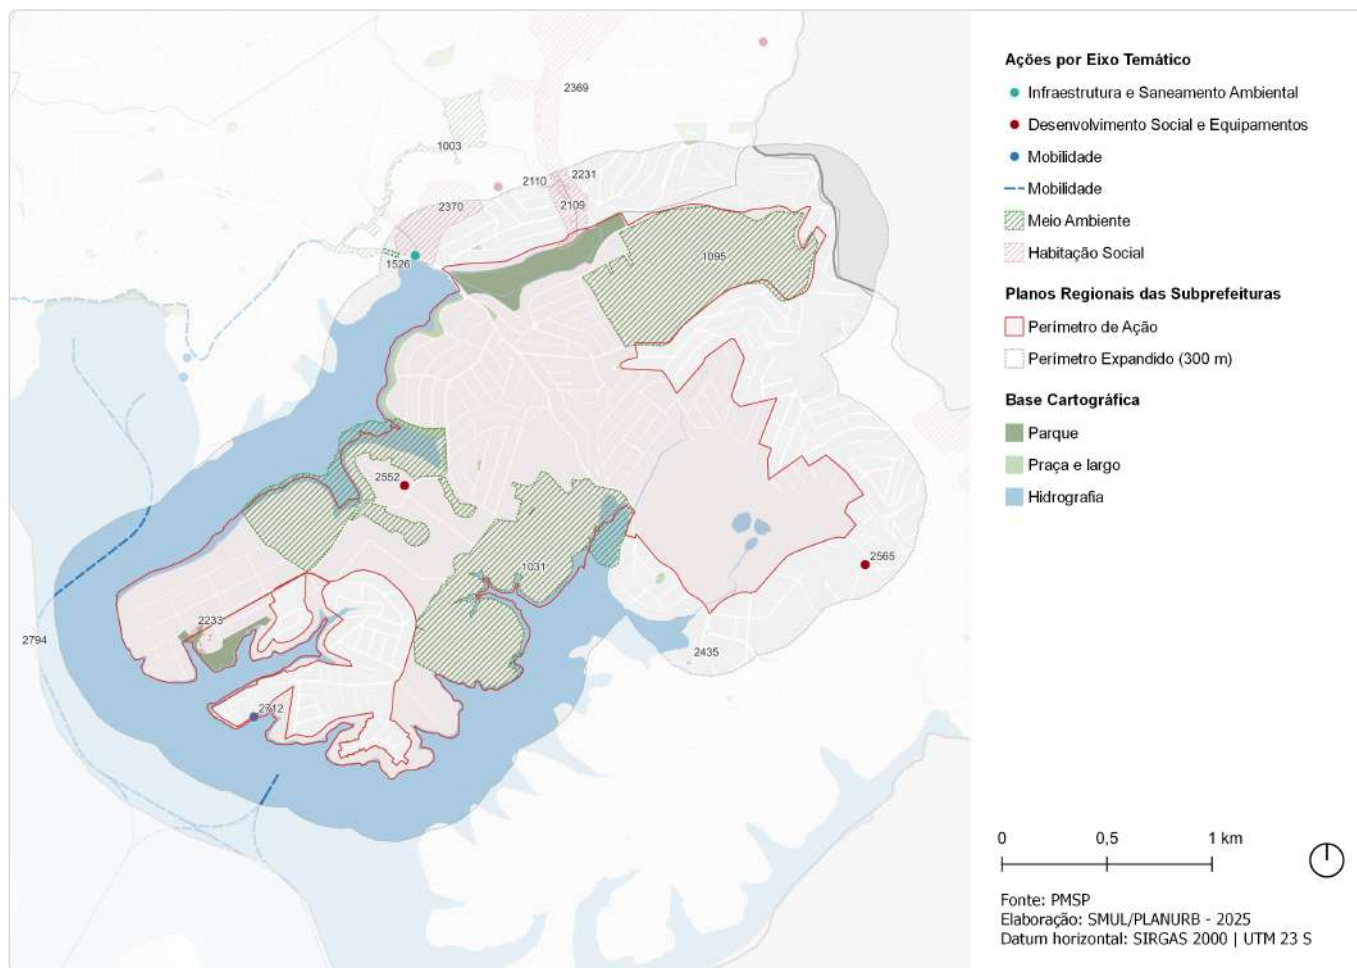 2369
1003
2110
2231
2370
2109
1526
1095
2552
2565
1031
2233
2794
2435
2712
Ações por Eixo Temático
Infraestrutura e Saneamento Ambiental
Desenvolvimento Social e Equipamentos
Mobilidade
Mobilidade
Meio Ambiente
Habitação Social
Planos Regionais das Subprefeituras
Perímetro de Ação
Perímetro Expandido (300 m)
Base Cartográfica
Parque
Praça e largo
Hidrografia
0 0,5 1 km
Fonte: PMSP
Elaboração: SMUL/PLANURB - 2025
Datum horizontal: SIRGAS 2000 | UTM 23 S